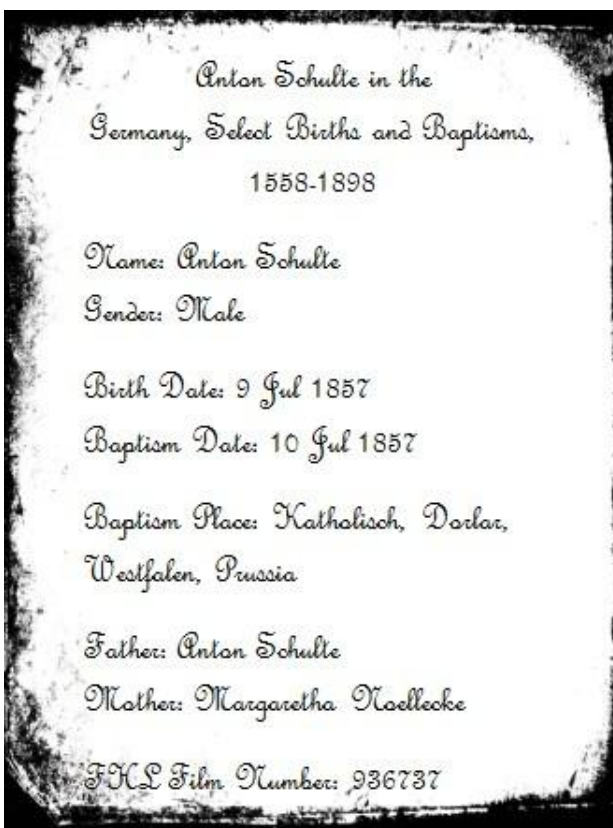 Anton Schulte in the
Germany, Select Births and Baptisms,
1558-1898
Name: Anton Schulte
Gender: Male
Birth Date: 9 Jul 1857
Baptism Date: 10 Jul 1857
Baptism Place: Katholisch, Dorlar,
Westfalen, Prussia
Father: Anton Schulte
Mother: Margaretha Noellecke
FHL Film Number: 936737